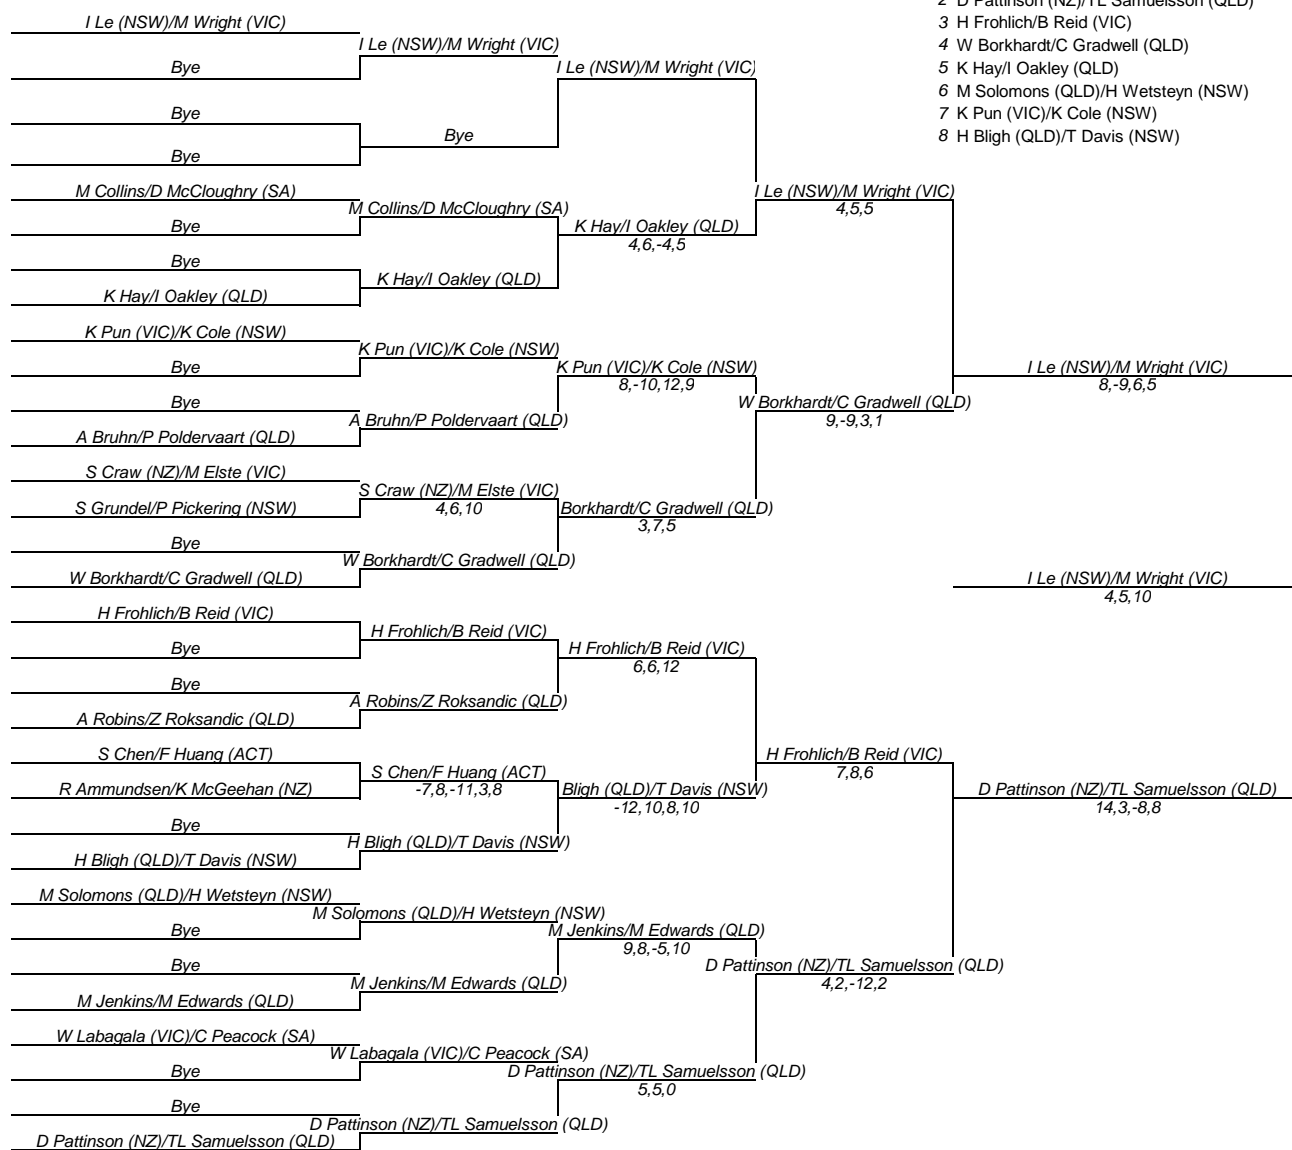 2 D Pattinson (NZ)/TL Samuelsson (QLD)
3 H Frohlich/B Reid (VIC)
4 W Borkhardt/C Gradwell (QLD)
5 K Hay/I Oakley (QLD)
6 M Solomons (QLD)/H Wetsteyn (NSW)
7 K Pun (VIC)/K Cole (NSW)
8 H Bligh (QLD)/T Davis (NSW)
I Le (NSW)/M Wright (VIC)
I Le (NSW)/M Wright (VIC)
Bye
I Le (NSW)/M Wright (VIC)
Bye
Bye
Bye
M Collins/D McCloughry (SA)
I Le (NSW)/M Wright (VIC)
4,5,5
M Collins/D McCloughry (SA)
Bye
K Hay/I Oakley (QLD)
4,6,-4,5
Bye
K Hay/I Oakley (QLD)
K Hay/I Oakley (QLD)
K Pun (VIC)/K Cole (NSW)
K Pun (VIC)/K Cole (NSW)
Bye
K Pun (VIC)/K Cole (NSW)
8,-10,12,9
I Le (NSW)/M Wright (VIC)
8,-9,6,5
Bye
W Borkhardt/C Gradwell (QLD)
9,-9,3,1
A Bruhn/P Poldervaart (QLD)
A Bruhn/P Poldervaart (QLD)
S Craw (NZ)/M Elste (VIC)
S Craw (NZ)/M Elste (VIC)
4,6,10
S Grundel/P Pickering (NSW)
Borkhardt/C Gradwell (QLD)
3,7,5
Bye
W Borkhardt/C Gradwell (QLD)
W Borkhardt/C Gradwell (QLD)
I Le (NSW)/M Wright (VIC)
4,5,10
H Frohlich/B Reid (VIC)
H Frohlich/B Reid (VIC)
Bye
H Frohlich/B Reid (VIC)
6,6,12
Bye
A Robins/Z Roksandic (QLD)
A Robins/Z Roksandic (QLD)
S Chen/F Huang (ACT)
H Frohlich/B Reid (VIC)
7,8,6
S Chen/F Huang (ACT)
-7,8,-11,3,8
R Ammundsen/K McGeehan (NZ)
Bligh (QLD)/T Davis (NSW)
-12,10,8,10
D Pattinson (NZ)/TL Samuelsson (QLD)
14,3,-8,8
Bye
H Bligh (QLD)/T Davis (NSW)
H Bligh (QLD)/T Davis (NSW)
M Solomons (QLD)/H Wetsteyn (NSW)
M Solomons (QLD)/H Wetsteyn (NSW)
Bye
M Jenkins/M Edwards (QLD)
9,8,-5,10
Bye
D Pattinson (NZ)/TL Samuelsson (QLD)
4,2,-12,2
M Jenkins/M Edwards (QLD)
M Jenkins/M Edwards (QLD)
W Labagala (VIC)/C Peacock (SA)
W Labagala (VIC)/C Peacock (SA)
Bye
D Pattinson (NZ)/TL Samuelsson (QLD)
5,5,0
Bye
D Pattinson (NZ)/TL Samuelsson (QLD)
D Pattinson (NZ)/TL Samuelsson (QLD)